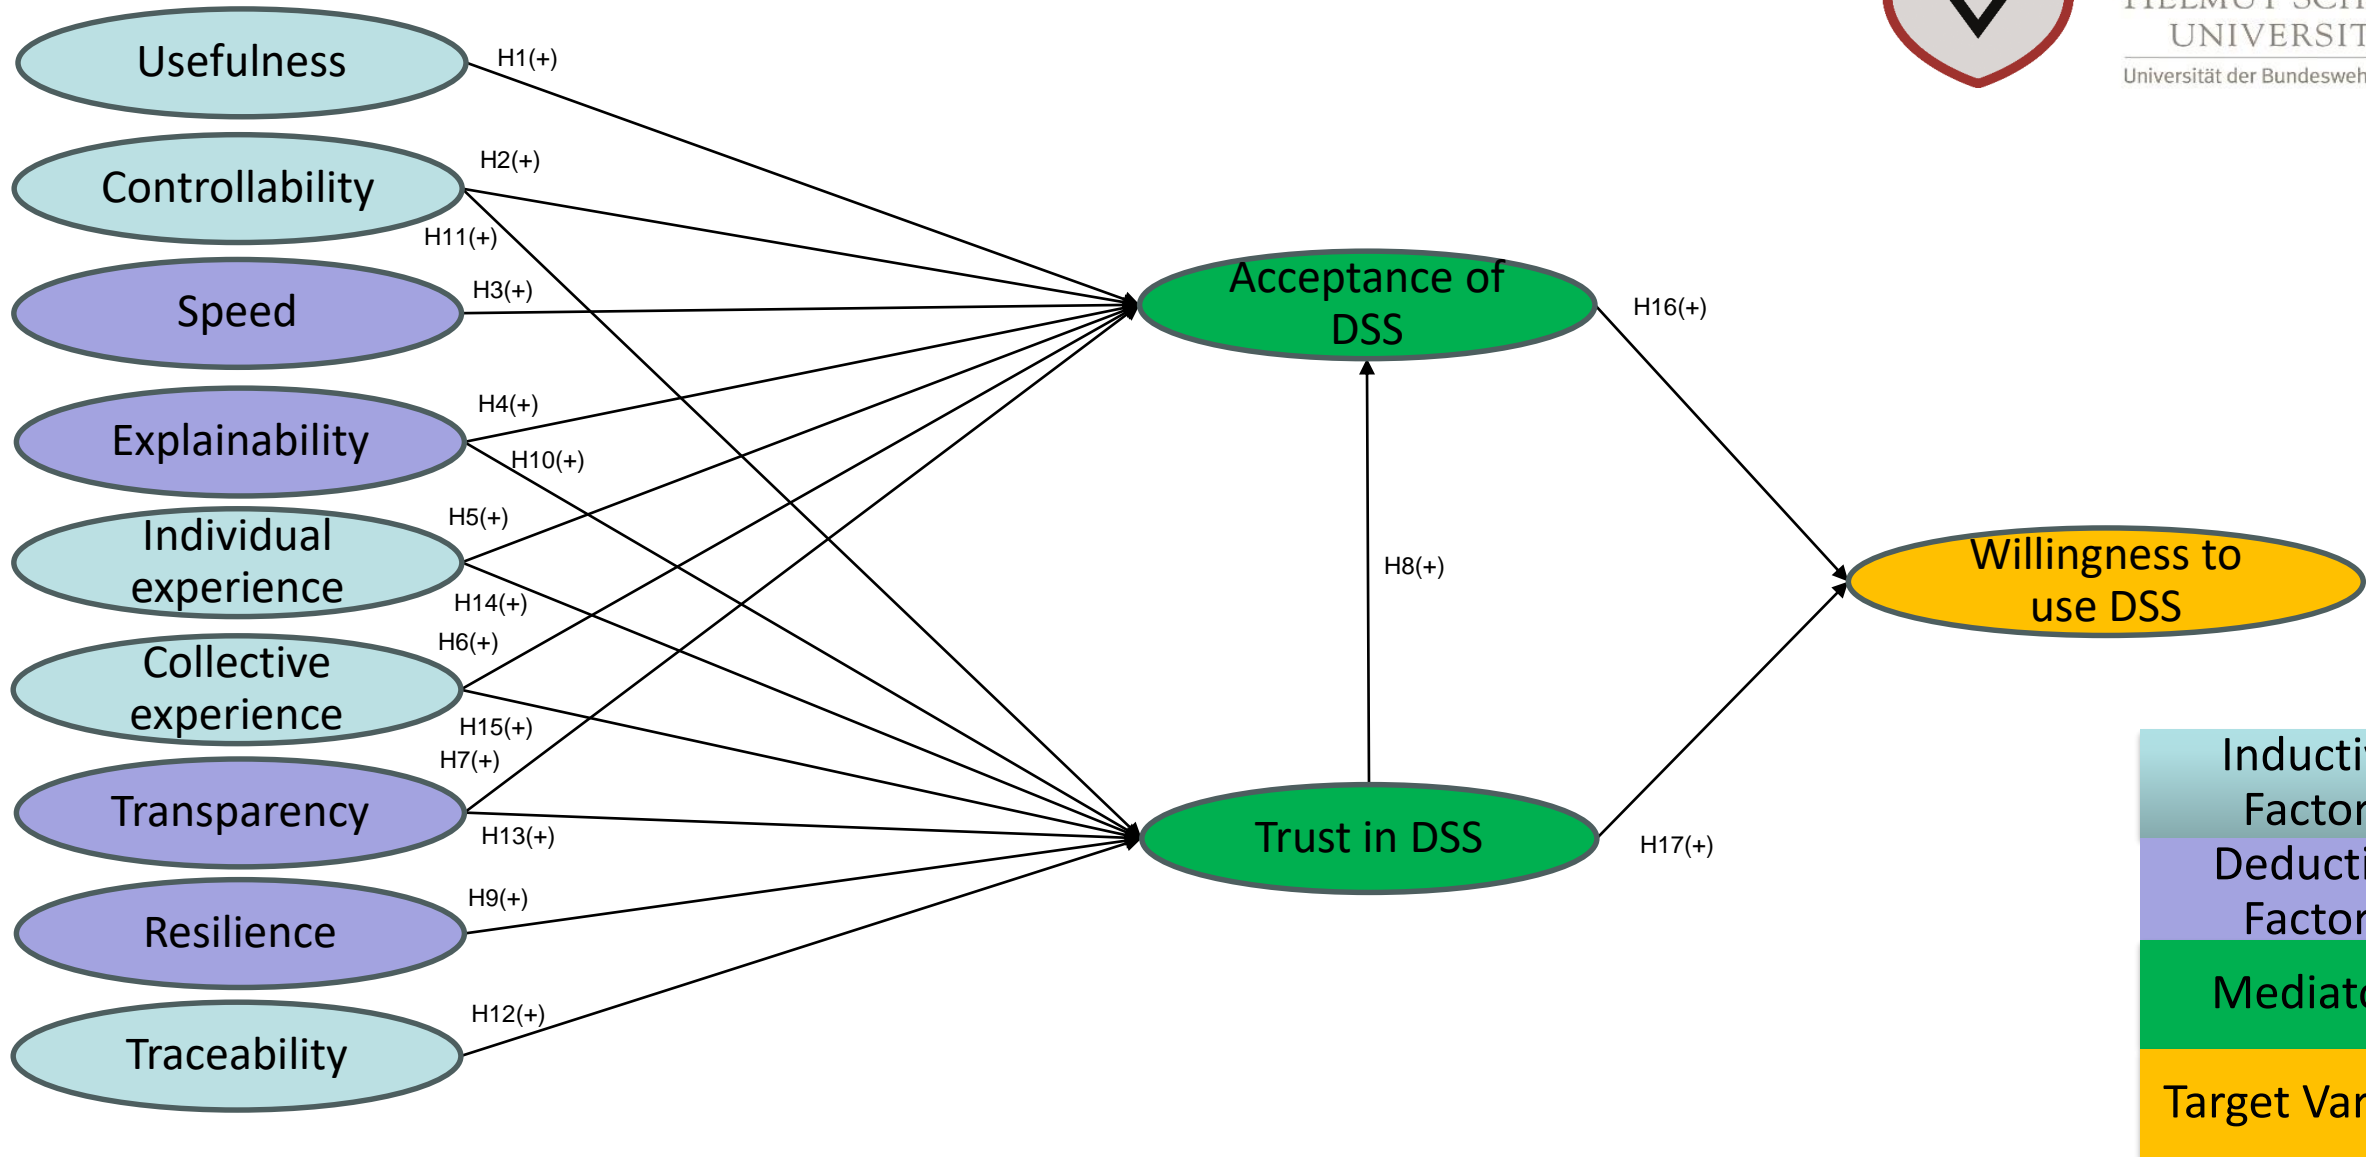 UNIVERSIT
Universität der Bundesweh
Usefulness
H1(+)
Controllability
H2(+)
H11(+)
Speed
H3(+)
Explainability
H4(+)
H10(+)
Individual
experience
H5(+)
H14(+)
Collective
experience
H6(+)
H15(+)
Transparency
H7(+)
H13(+)
Resilience
H9(+)
Traceability
H12(+)
Acceptance of
DSS
H8(+)
Trust in DSS
H16(+)
H17(+)
Willingness to
use DSS
Inducti
Factor
Deducti
Factor
Mediato
Target Var